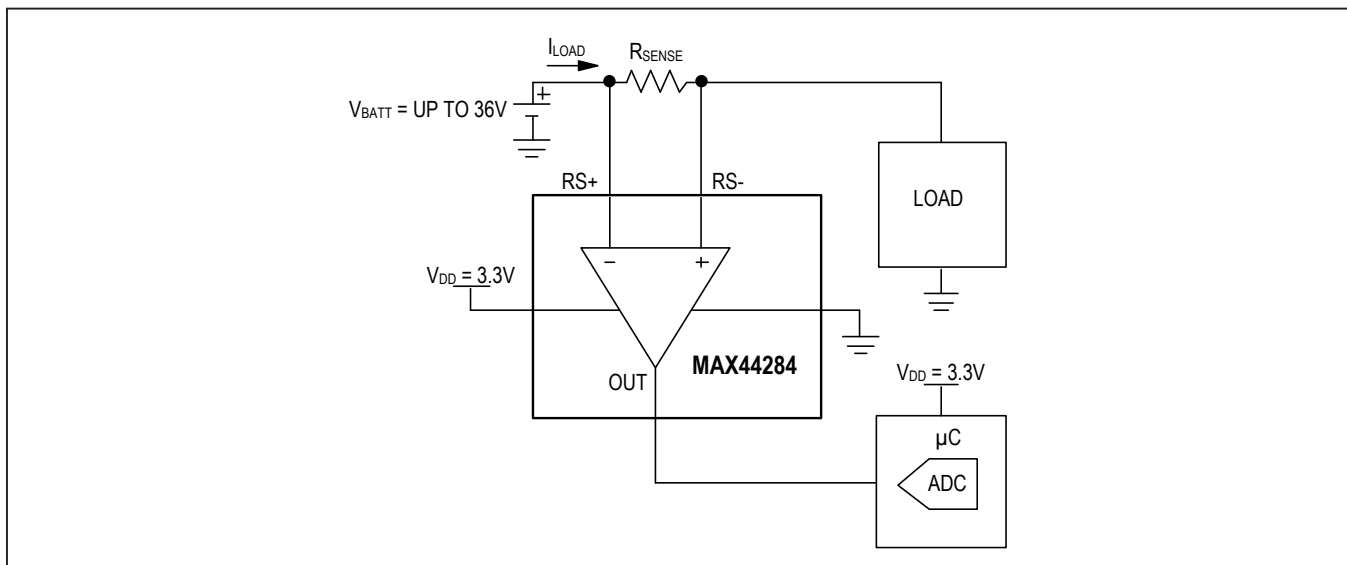 I_LOAD
R_SENSE
+
V_BATT = UP TO 36V
RS+
RS-
LOAD
− +
V_DD = 3.3V
MAX44284
OUT
V_DD = 3.3V
µC
ADC